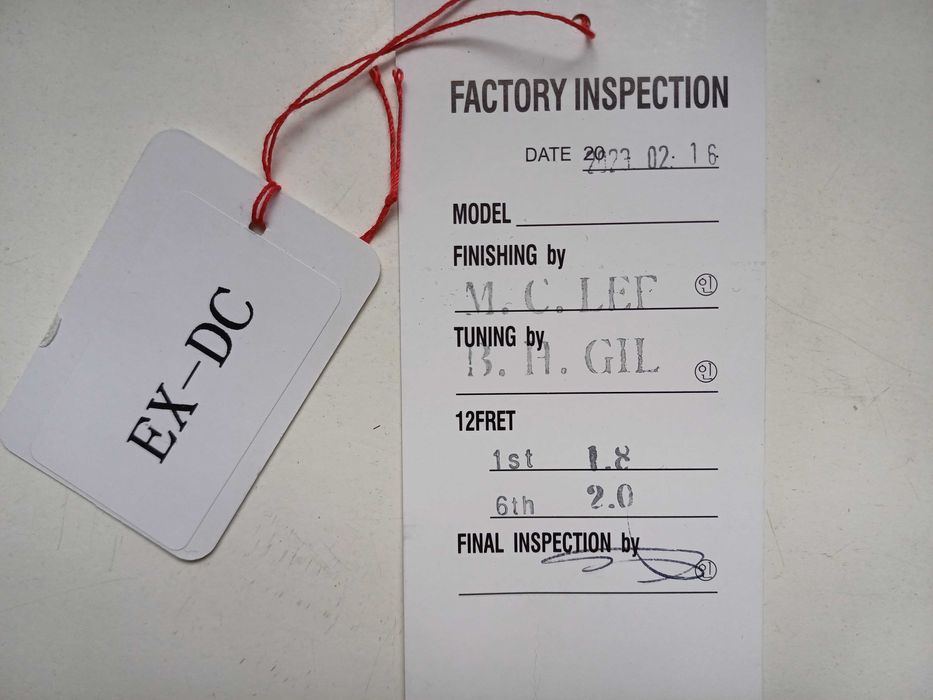 EX-DC
FACTORY INSPECTION
DATE 20 2023 02. 16
MODEL
FINISHING by
M. C. LEE 인
TUNING by
B. H. GIL 인
12FRET
1st 1.8
6th 2.0
FINAL INSPECTION by
인